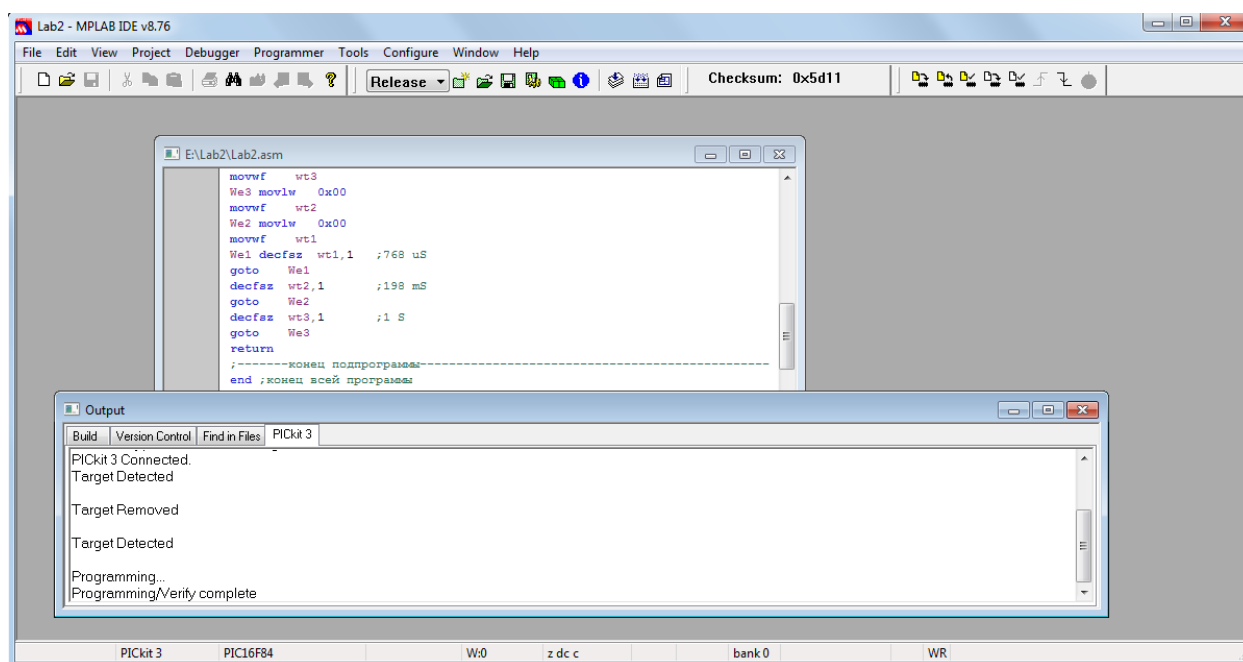 Lab2 - MPLAB IDE v8.76
File Edit View Project Debugger Programmer Tools Configure Window Help
Release Checksum: 0x5d11
E:\Lab2\Lab2.asm
movwf wt3
We3 movlw 0x00
movwf wt2
We2 movlw 0x00
movwf wt1
We1 decfsz wt1,1 ;768 uS
goto We1
decfsz wt2,1 ;198 mS
goto We2
decfsz wt3,1 ;1 S
goto We3
return
;-------конец подпрограммы------------------------------------------------
end ;конец всей программы
Output
Build Version Control Find in Files PICkit 3
PICkit 3 Connected.
Target Detected
Target Removed
Target Detected
Programming...
Programming/Verify complete
PICkit 3 PIC16F84 W:0 z dc c bank 0 WR